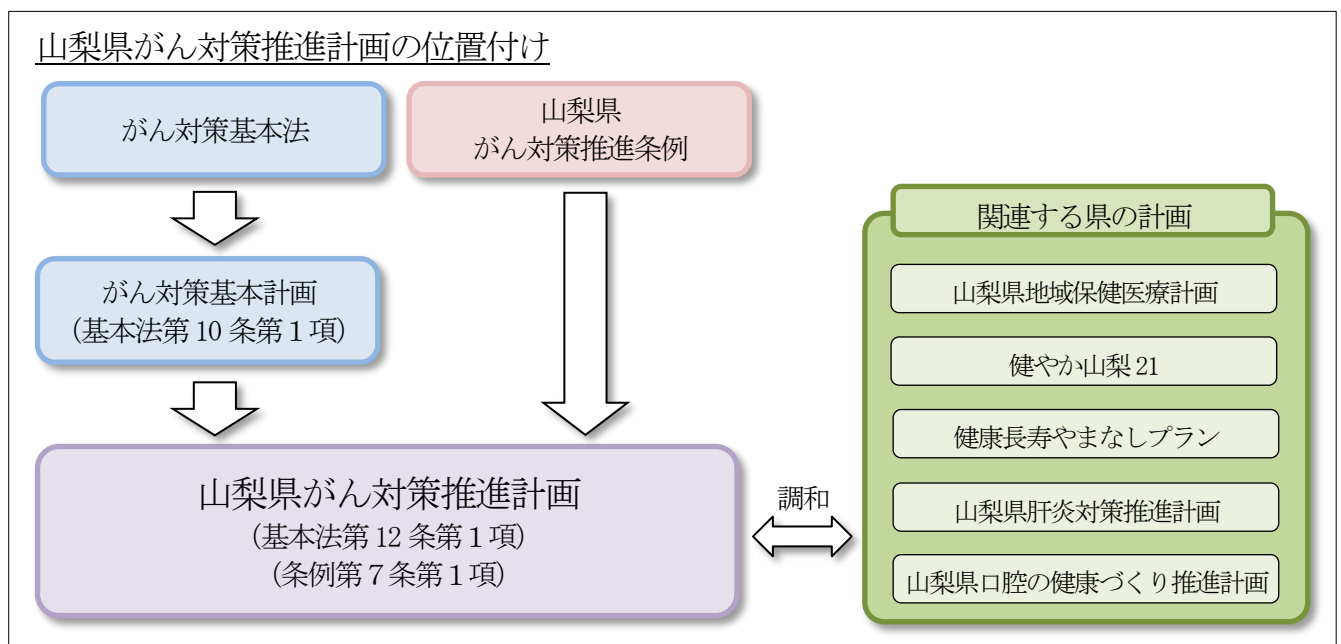 山梨県がん対策推進計画の位置付け
がん対策基本法
山梨県
がん対策推進条例
がん対策基本計画
(基本法第10条第1項)
山梨県がん対策推進計画
(基本法第12条第1項)
(条例第7条第1項)
調和
関連する県の計画
山梨県地域保健医療計画
健やか山梨21
健康長寿やまなしプラン
山梨県肝炎対策推進計画
山梨県口腔の健康づくり推進計画